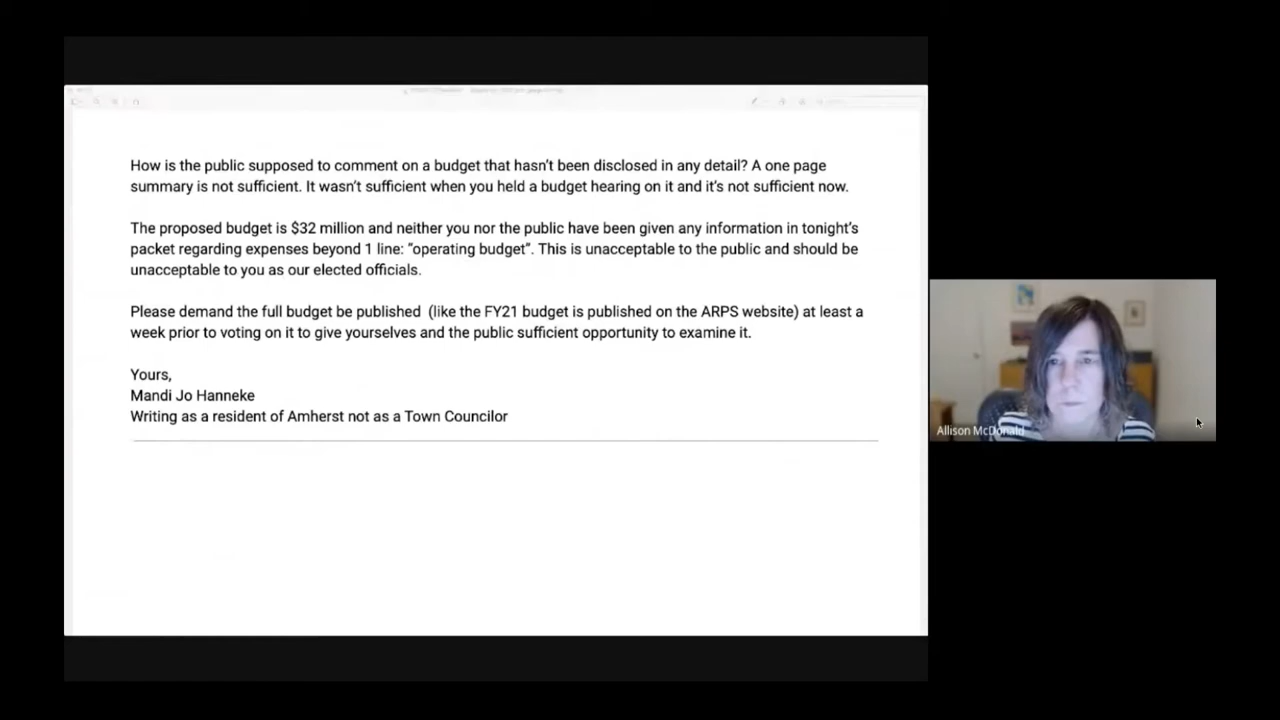 How is the public supposed to comment on a budget that hasn't been disclosed in any detail? A one page
summary is not sufficient. It wasn't sufficient when you held a budget hearing on it and it's not sufficient now.
The proposed budget is $32 million and neither you nor the public have been given any information in tonight's
packet regarding expenses beyond 1 line: “operating budget”. This is unacceptable to the public and should be
unacceptable to you as our elected officials.
Please demand the full budget be published (like the FY21 budget is published on the ARPS website) at least a
week prior to voting on it to give yourselves and the public sufficient opportunity to examine it.
Yours,
Mandi Jo Hanneke
Writing as a resident of Amherst not as a Town Councilor
Allison McDonald